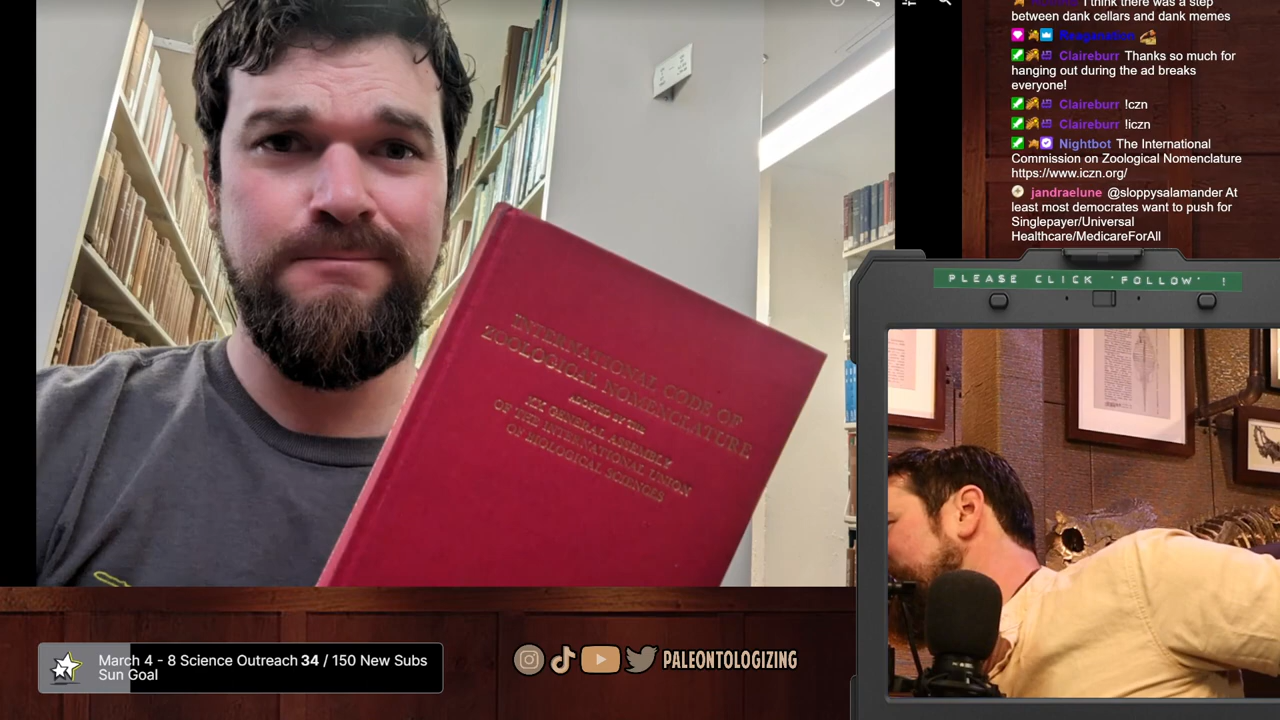 I think there was a step
between dank cellars and dank memes
Reaganation
Claireburr Thanks so much for
hanging out during the ad breaks
everyone!
Claireburr !czn
Claireburr !iczn
Nightbot The International
Commission on Zoological Nomenclature
https://www.iczn.org/
jandraelune @sloppysalamander At
least most democrates want to push for
Singlepayer/Universal
Healthcare/MedicareForAll
PLEASE CLICK "FOLLOW" !
INTERNATIONAL CODE OF
ZOOLOGICAL NOMENCLATURE
ADOPTED BY THE
XX GENERAL ASSEMBLY
OF THE INTERNATIONAL UNION
OF BIOLOGICAL SCIENCES
March 4 - 8 Science Outreach 34 / 150 New Subs
Sun Goal
PALEONTOLOGIZING